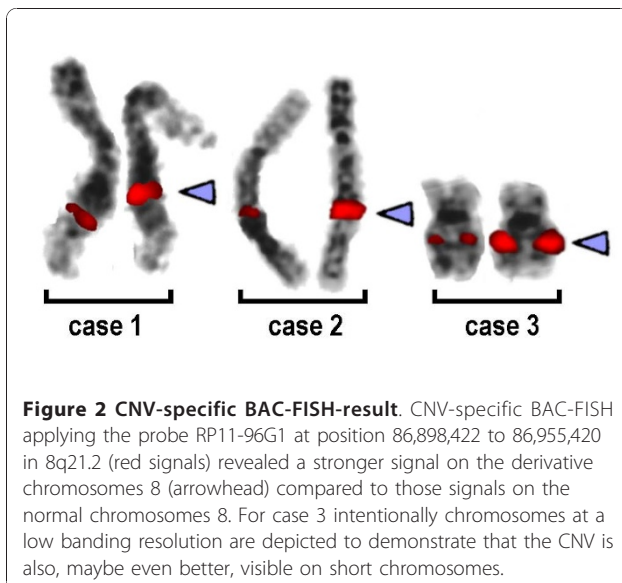 case 1 case 2 case 3
Figure 2 CNV-specific BAC-FISH-result. CNV-specific BAC-FISH
applying the probe RP11-96G1 at position 86,898,422 to 86,955,420
in 8q21.2 (red signals) revealed a stronger signal on the derivative
chromosomes 8 (arrowhead) compared to those signals on the
normal chromosomes 8. For case 3 intentionally chromosomes at a
low banding resolution are depicted to demonstrate that the CNV is
also, maybe even better, visible on short chromosomes.